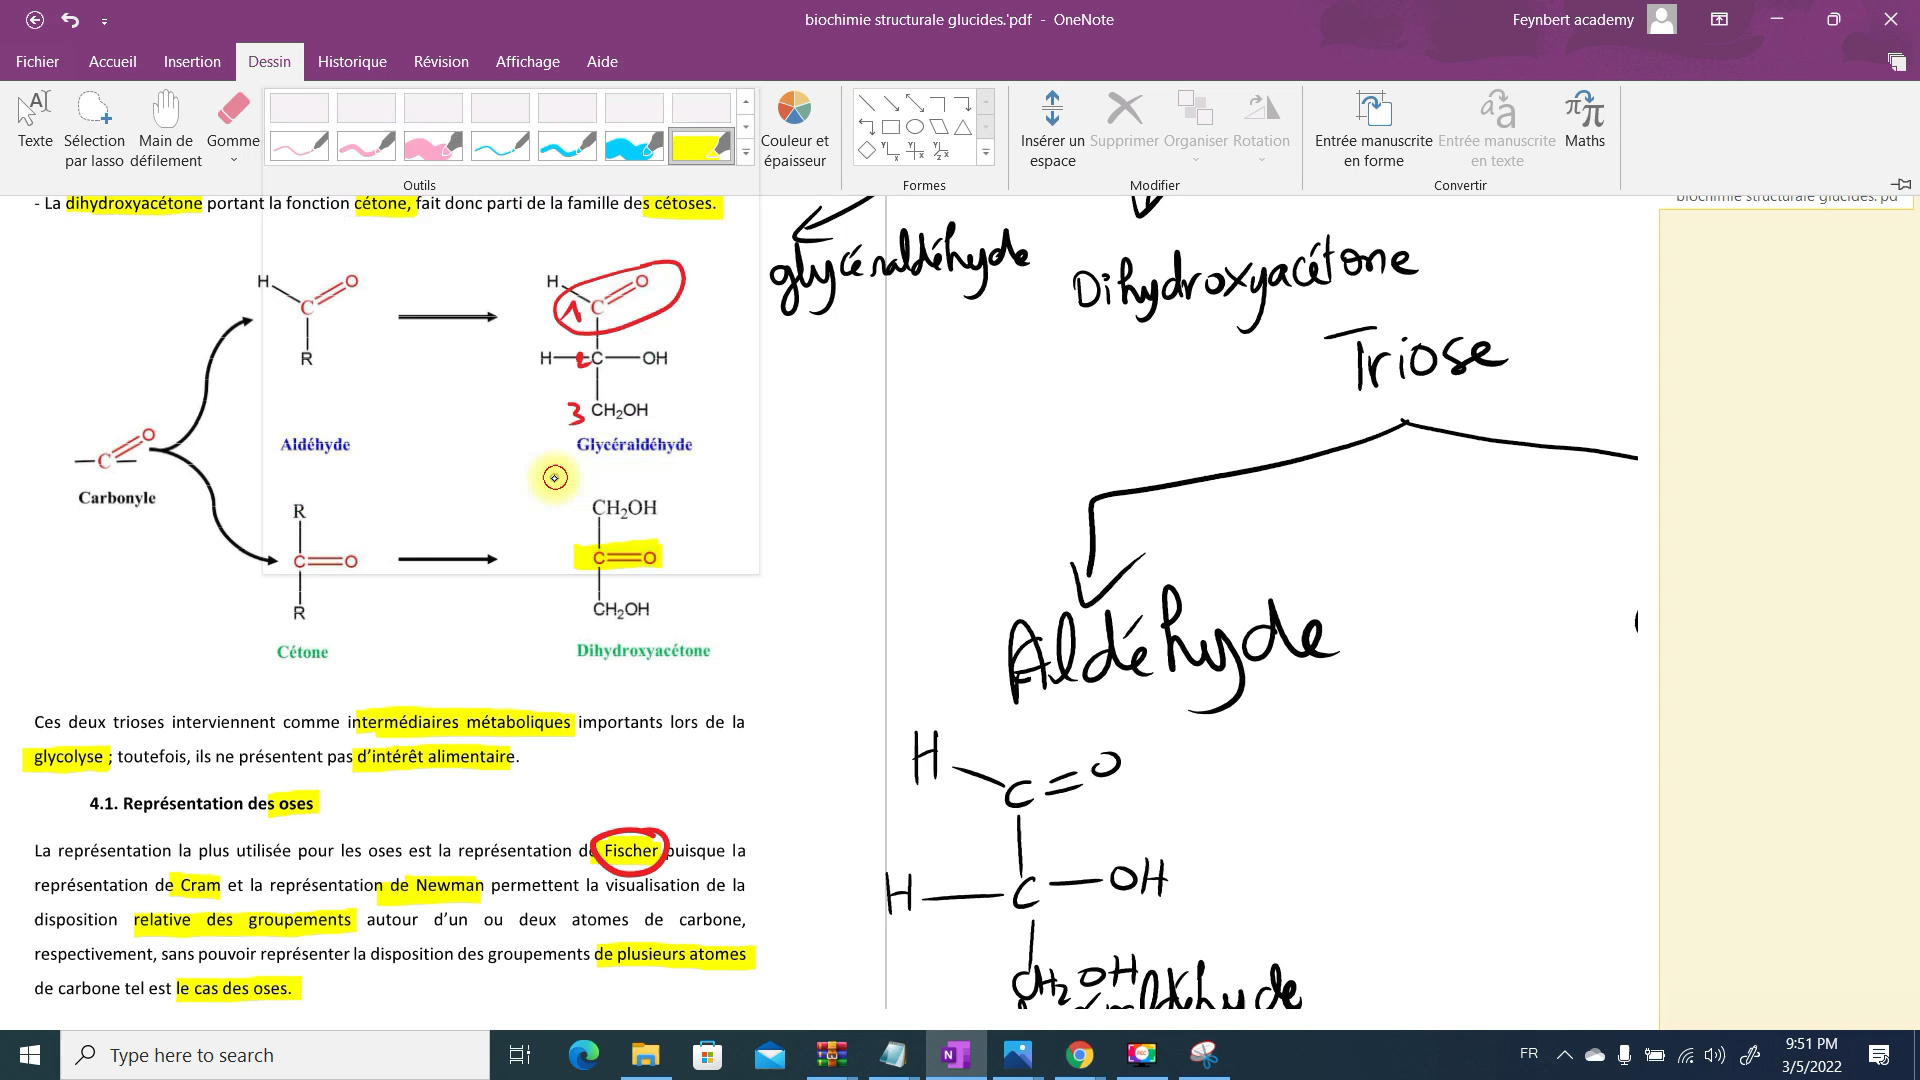 biochimie structurale glucides.'pdf - OneNote
Feynbert academy
Fichier Accueil Insertion Dessin Historique Révision Affichage Aide
Texte
Sélection par lasso
Main de défilement
Gomme
Couleur et épaisseur
Insérer un espace
Supprimer
Organiser
Rotation
Entrée manuscrite en forme
Entrée manuscrite en texte
Maths
Outils Formes Modifier Convertir
biochimie structurale glucides.'pd
- La dihydroxyacétone portant la fonction cétone, fait donc parti de la famille des cétoses.
H O
C
R
Aldéhyde
H O
1 C
H 2 C OH
3 CH₂OH
Glycéraldéhyde
C O
Carbonyle
R
C O
R
Cétone
CH₂OH
C O
CH₂OH
Dihydroxyacétone
Ces deux trioses interviennent comme intermédiaires métaboliques importants lors de la
glycolyse ; toutefois, ils ne présentent pas d’intérêt alimentaire.
4.1. Représentation des oses
La représentation la plus utilisée pour les oses est la représentation de Fischer puisque la
représentation de Cram et la représentation de Newman permettent la visualisation de la
disposition relative des groupements autour d’un ou deux atomes de carbone,
respectivement, sans pouvoir représenter la disposition des groupements de plusieurs atomes
de carbone tel est le cas des oses.
glycéraldéhyde
Dihydroxyacétone
Triose
Aldéhyde
H C = O
H C OH
CH₂OH
Type here to search
FR
9:51 PM
3/5/2022